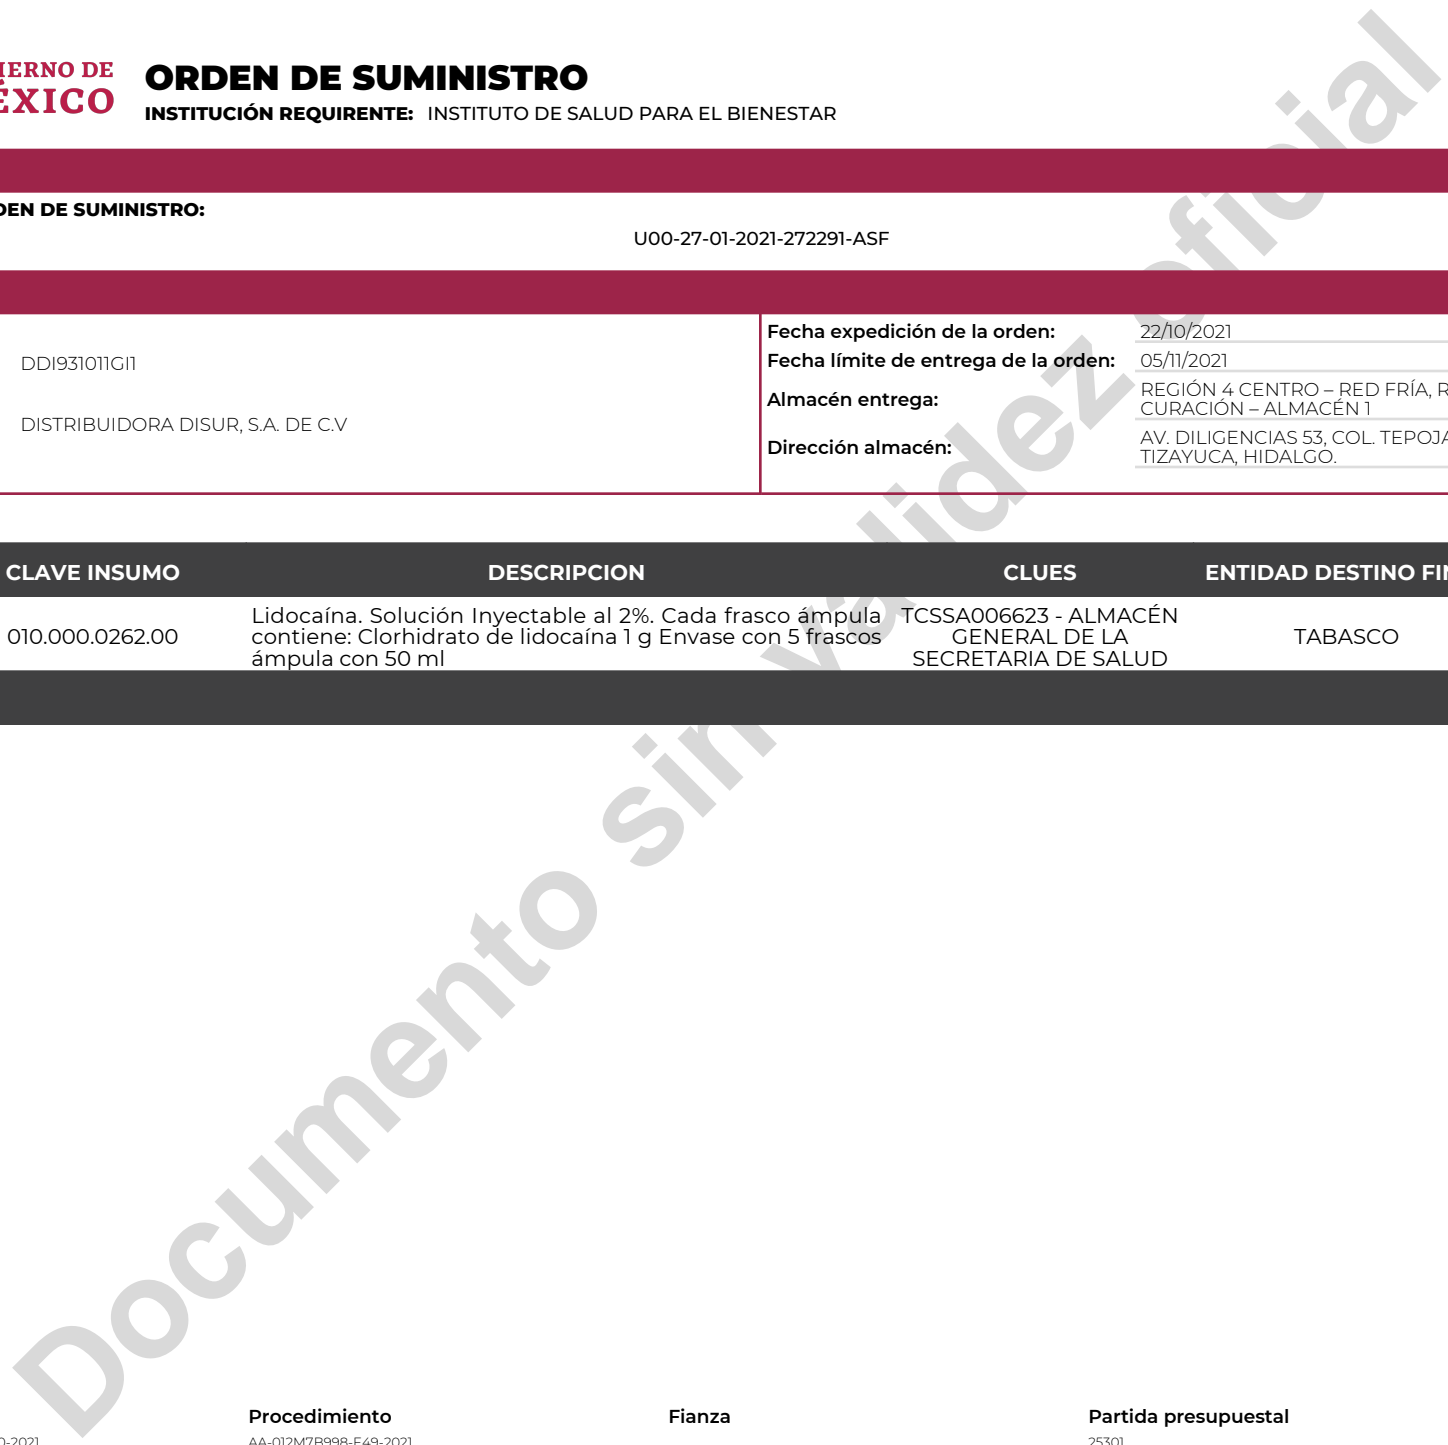 IERNO DE
ÉXICO
ORDEN DE SUMINISTRO
INSTITUCIÓN REQUIRENTE: INSTITUTO DE SALUD PARA EL BIENESTAR
DEN DE SUMINISTRO:
U00-27-01-2021-272291-ASF
DDI931011GI1
DISTRIBUIDORA DISUR, S.A. DE C.V
Fecha expedición de la orden: 22/10/2021
Fecha límite de entrega de la orden: 05/11/2021
Almacén entrega: REGIÓN 4 CENTRO – RED FRÍA, R
CURACIÓN – ALMACÉN 1
Dirección almacén: AV. DILIGENCIAS 53, COL. TEPOJA
TIZAYUCA, HIDALGO.
CLAVE INSUMO DESCRIPCION CLUES ENTIDAD DESTINO FIN
010.000.0262.00
Lidocaína. Solución Inyectable al 2%. Cada frasco ámpula
contiene: Clorhidrato de lidocaína 1 g Envase con 5 frascos
ámpula con 50 ml
TCSSA006623 - ALMACÉN
GENERAL DE LA
SECRETARIA DE SALUD
TABASCO
Documento sin validez oficial
Procedimiento Fianza Partida presupuestal
0-2021 AA-012M7B998-E49-2021 25301